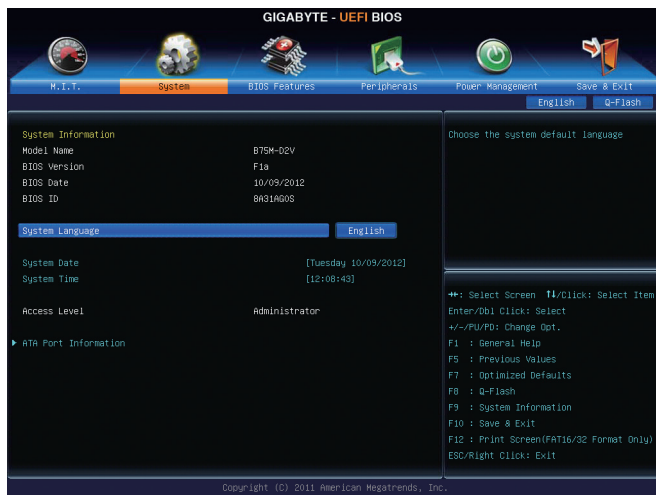 GIGABYTE - UEFI BIOS
M.I.T.
System
BIOS Features
Peripherals
Power Management
Save & Exit
English
Q-Flash
System Information
Model Name B75M-D2V
BIOS Version F1a
BIOS Date 10/09/2012
BIOS ID 8A31AG0S
System Language English
System Date [Tuesday 10/09/2012]
System Time [12:08:43]
Access Level Administrator
ATA Port Information
Choose the system default language
→←: Select Screen ↑↓/Click: Select Item
Enter/Dbl Click: Select
+/-/PU/PD: Change Opt.
F1 : General Help
F5 : Previous Values
F7 : Optimized Defaults
F8 : Q-Flash
F9 : System Information
F10 : Save & Exit
F12 : Print Screen(FAT16/32 Format Only)
ESC/Right Click: Exit
Copyright (C) 2011 American Megatrends, Inc.